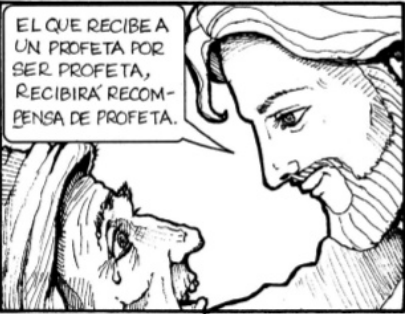 EL QUE RECIBE A
UN PROFETA POR
SER PROFETA,
RECIBIRÁ RECOM-
PENSA DE PROFETA.